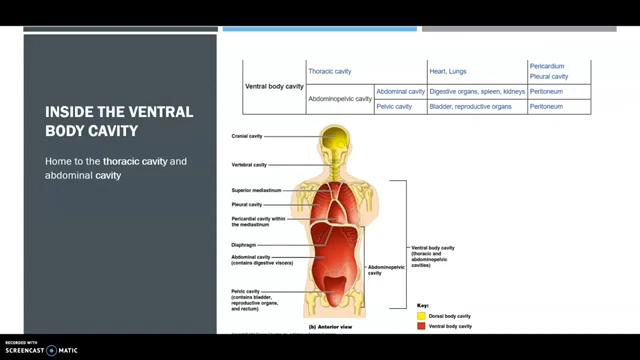 INSIDE THE VENTRAL
BODY CAVITY
Home to the thoracic cavity and
abdominal cavity
Ventral body cavity
Thoracic cavity
Heart, Lungs
Pericardium
Pleural cavity
Abdominopelvic cavity
Abdominal cavity
Digestive organs, spleen, kidneys
Peritoneum
Pelvic cavity
Bladder, reproductive organs
Peritoneum
Cranial cavity
Vertebral cavity
Superior mediastinum
Pleural cavity
Pericardial cavity within
the mediastinum
Diaphragm
Abdominal cavity
(contains digestive viscera)
Pelvic cavity
(contains bladder,
reproductive organs,
and rectum)
Abdominopelvic
cavity
Ventral body cavity
(thoracic and
abdominopelvic
cavities)
Key:
Dorsal body cavity
Ventral body cavity
(b) Anterior view
RECORDED WITH
SCREENCAST MATIC